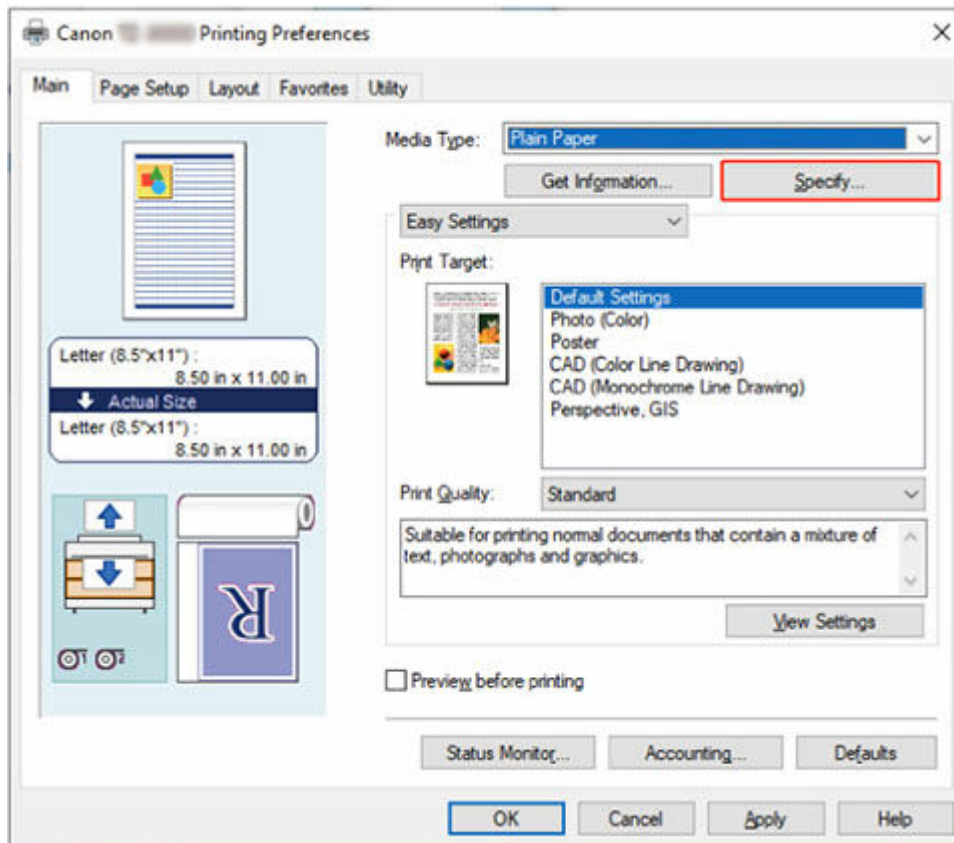 Canon Printing Preferences
Main Page Setup Layout Favorites Utility
Media Type: Plain Paper
Get Information... Specify...
Easy Settings
Print Target:
Default Settings
Photo (Color)
Poster
CAD (Color Line Drawing)
CAD (Monochrome Line Drawing)
Perspective, GIS
Letter (8.5"x11") :
8.50 in x 11.00 in
Actual Size
Letter (8.5"x11") :
8.50 in x 11.00 in
Print Quality: Standard
Suitable for printing normal documents that contain a mixture of
text, photographs and graphics.
R
1 2
View Settings
Preview before printing
Status Monitor... Accounting... Defaults
OK Cancel Apply Help